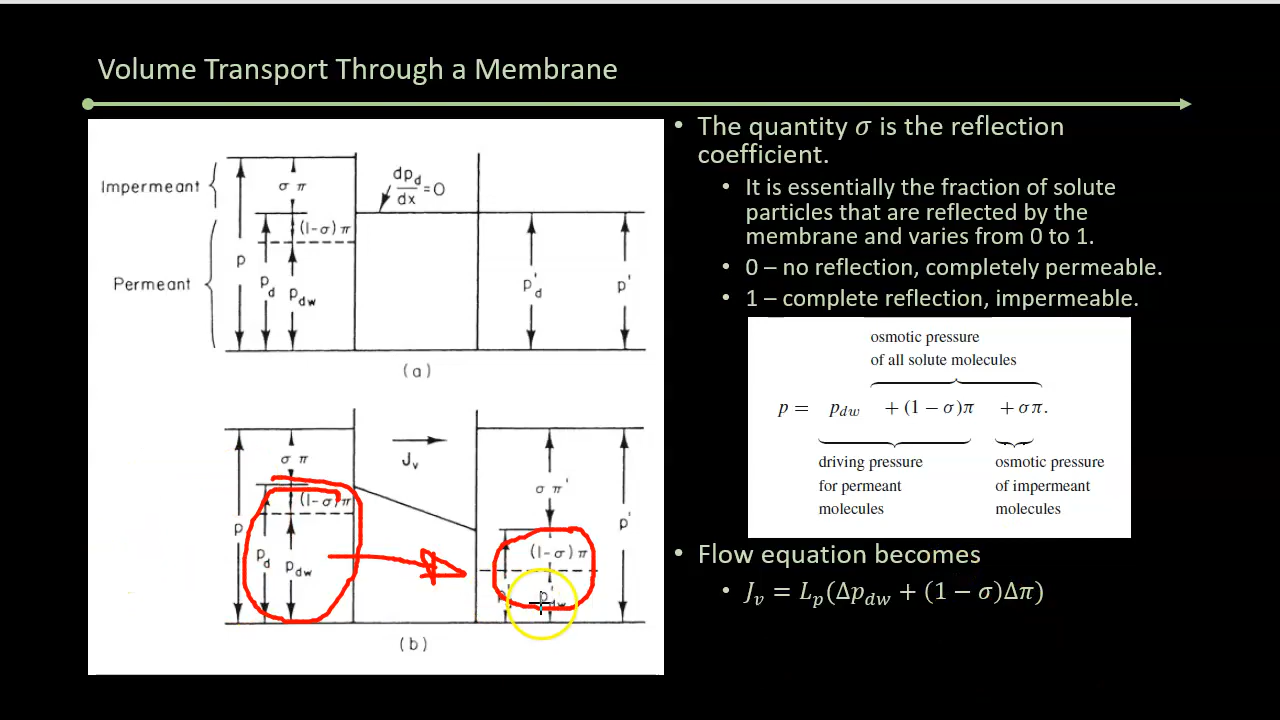 Volume Transport Through a Membrane
Impermeant
Permeant
σ π
dp_d/dx = 0
(1-σ)π
p
p_d
p_dw
p'_d
p'
(a)
σ π
J_v
(1-σ)π
p
p_d
p_dw
σ π'
(1-σ)π
p'
(b)
• The quantity 𝜎 is the reflection
coefficient.
• It is essentially the fraction of solute
particles that are reflected by the
membrane and varies from 0 to 1.
• 0 – no reflection, completely permeable.
• 1 – complete reflection, impermeable.
osmotic pressure
of all solute molecules
p = p_dw + (1 − σ)π + σπ.
driving pressure
for permeant
molecules
osmotic pressure
of impermeant
molecules
• Flow equation becomes
• J_v = L_p(Δp_dw + (1 − σ)Δπ)